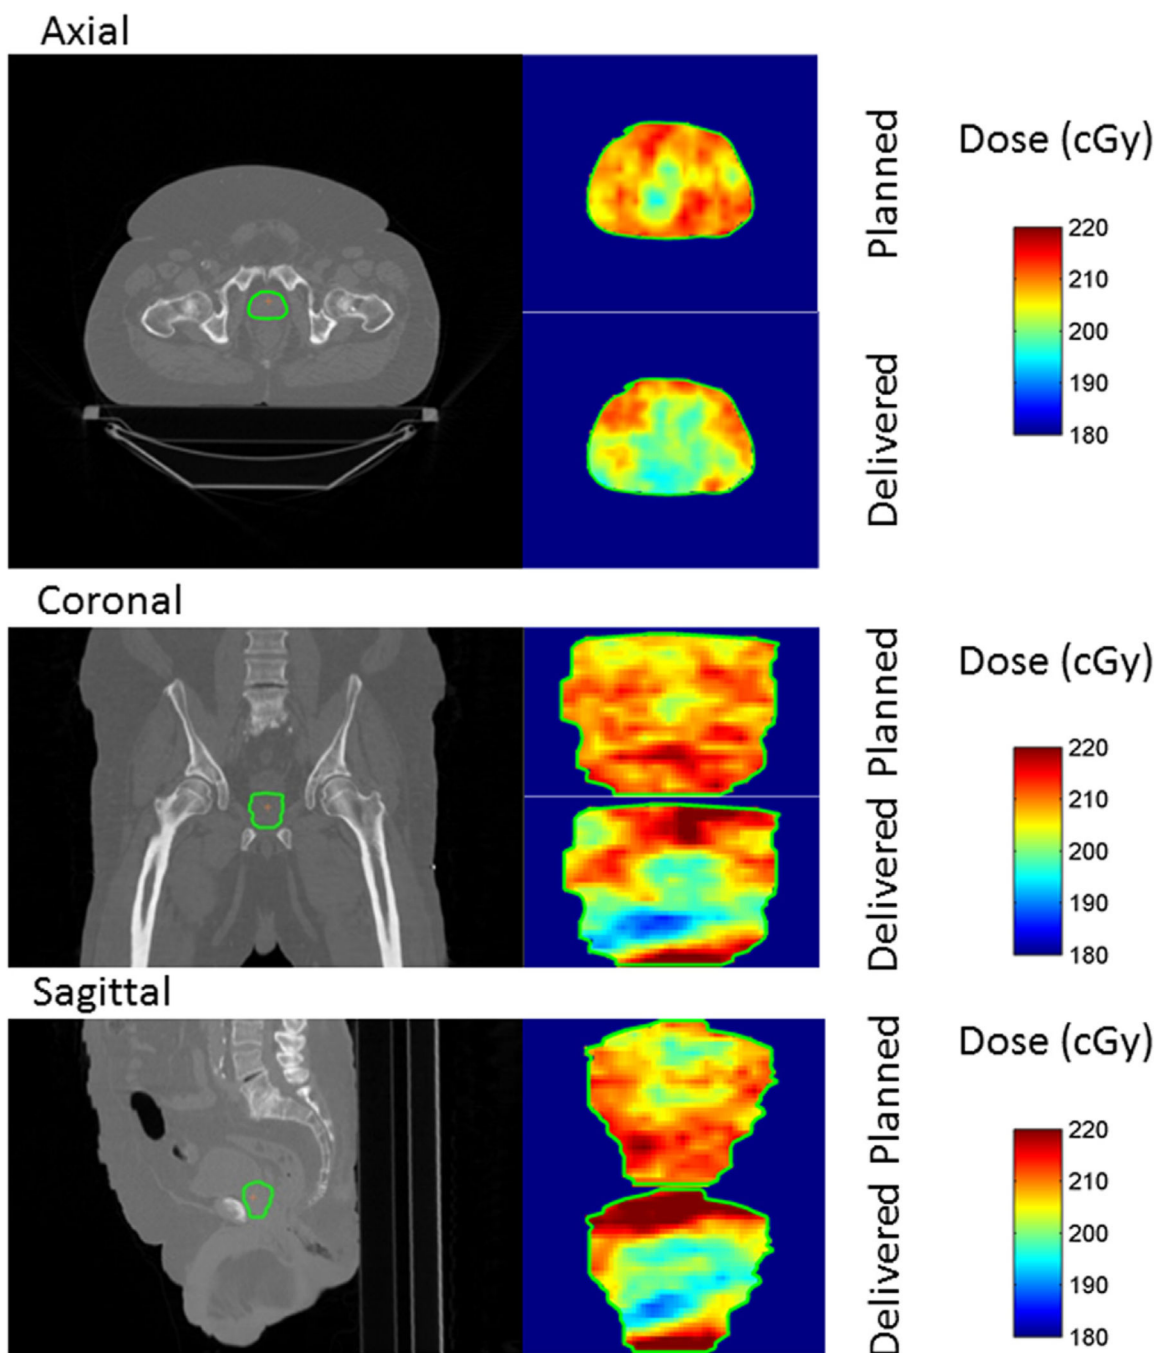 Axial
Planned
Delivered
Dose (cGy)
220
210
200
190
180
Coronal
Planned
Delivered
Dose (cGy)
220
210
200
190
180
Sagittal
Planned
Delivered
Dose (cGy)
220
210
200
190
180